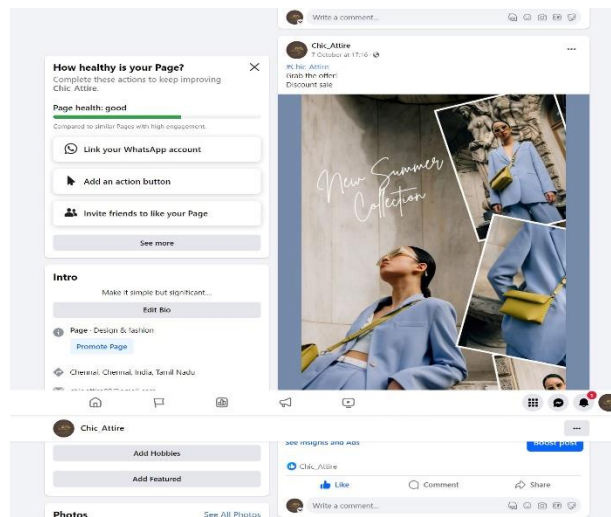 Write a comment...
How healthy is your Page?
Complete these actions to keep improving
Chic_Attire.
Page health: good
Compared to similar Pages with high engagement.
Link your WhatsApp account
Add an action button
Invite friends to like your Page
See more
Intro
Make it simple but significant...
Edit Bio
Page · Design & fashion
Promote Page
Chennai, Chennai, India, Tamil Nadu
Chic_Attire
7 October at 17:16
#Chic_Attire
Grab the offer!
Discount sale
New Summer
Collection
Chic_Attire
Add Hobbies
Add Featured
Photos
See All Photos
See Insights and Ads
Boost post
Chic_Attire
Like
Comment
Share
Write a comment...